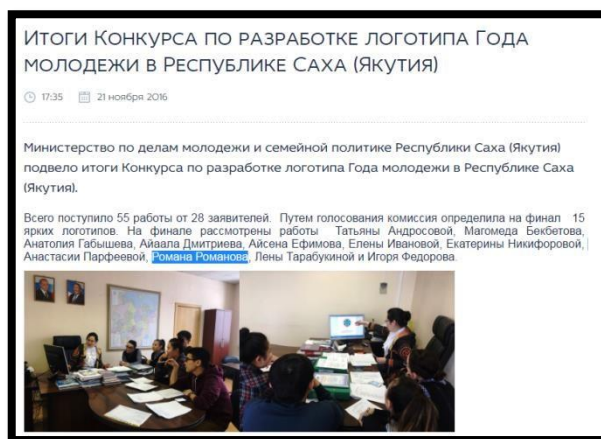 Итоги Конкурса по разработке логотипа Года
молодежи в Республике Саха (Якутия)
17:35 21 ноября 2016
Министерство по делам молодежи и семейной политике Республики Саха (Якутия)
подвело итоги Конкурса по разработке логотипа Года молодежи в Республике Саха
(Якутия).
Всего поступило 55 работы от 28 заявителей. Путем голосования комиссия определила на финал 15
ярких логотипов. На финале рассмотрены работы Татьяны Андросовой, Магомеда Бекбетова,
Анатолия Габышева, Айаала Дмитриева, Айсена Ефимова, Елены Ивановой, Екатерины Никифоровой,
Анастасии Парфеевой, Романа Романова, Лены Тарабукиной и Игоря Федорова.